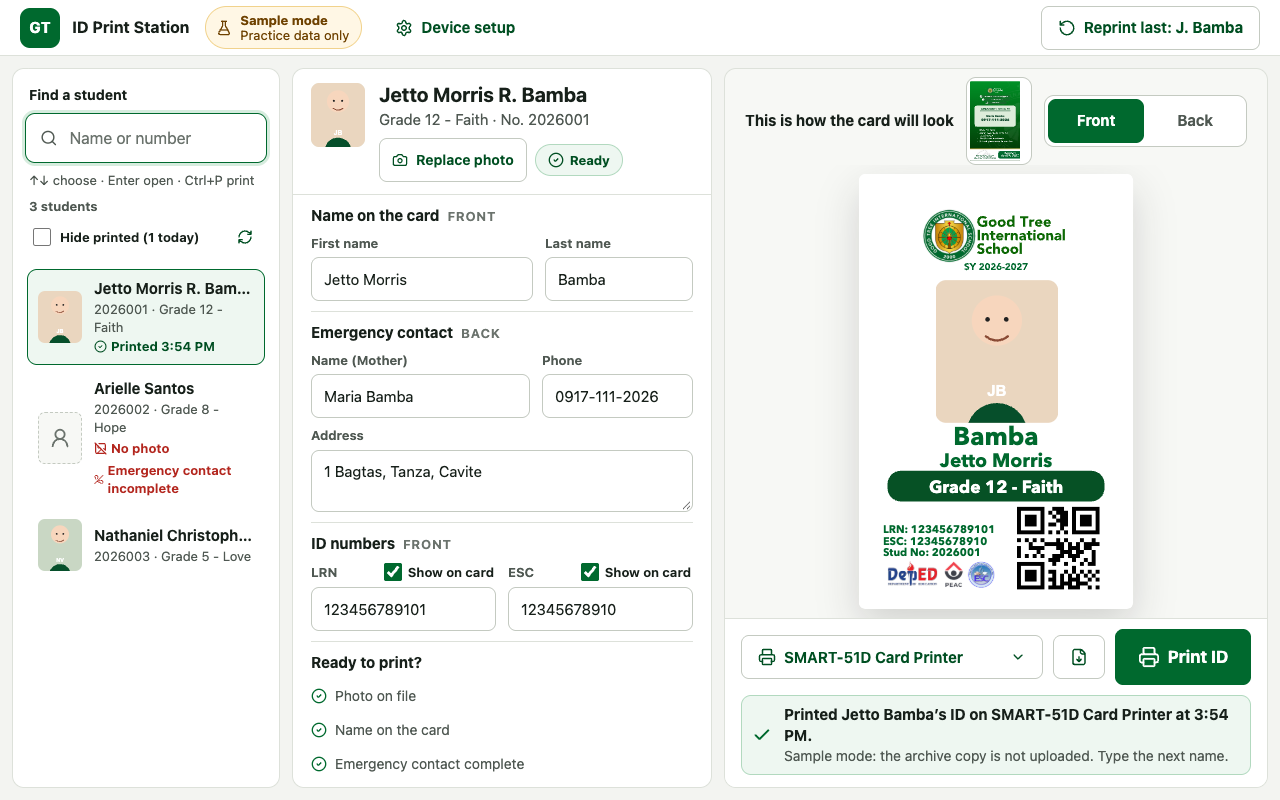 GT
ID Print Station
Sample mode
Practice data only
Device setup
Reprint last: J. Bamba
Find a student
Name or number
↑↓ choose · Enter open · Ctrl+P print
3 students
Hide printed (1 today)
Jetto Morris R. Bam...
2026001 · Grade 12 -
Faith
Printed 3:54 PM
Arielle Santos
2026002 · Grade 8 -
Hope
No photo
Emergency contact
incomplete
Nathaniel Christoph...
2026003 · Grade 5 - Love
JB
Jetto Morris R. Bamba
Grade 12 - Faith · No. 2026001
Replace photo
Ready
Name on the card FRONT
First name
Last name
Jetto Morris
Bamba
Emergency contact BACK
Name (Mother)
Phone
Maria Bamba
0917-111-2026
Address
1 Bagtas, Tanza, Cavite
ID numbers FRONT
LRN
Show on card
ESC
Show on card
123456789101
12345678910
Ready to print?
Photo on file
Name on the card
Emergency contact complete
This is how the card will look
Front
Back
Good Tree
International
School
SY 2026-2027
JB
Bamba
Jetto Morris
Grade 12 - Faith
LRN: 123456789101
ESC: 12345678910
Stud No: 2026001
DepED
PEAC
ESC
SMART-51D Card Printer
Print ID
Printed Jetto Bamba’s ID on SMART-51D Card Printer at 3:54
PM.
Sample mode: the archive copy is not uploaded. Type the next name.